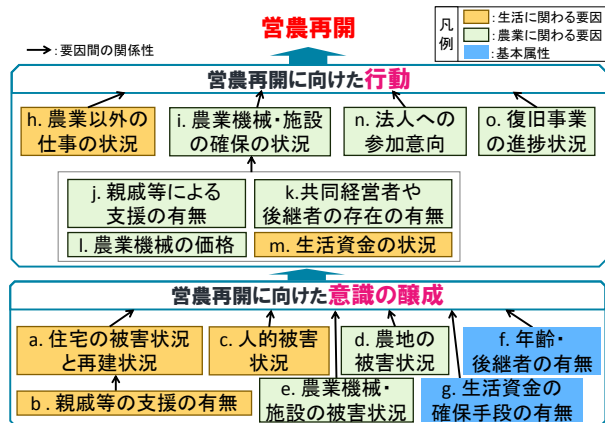 営農再開
凡例
生活に関わる要因
農業に関わる要因
基本属性
→:要因間の関係性
営農再開に向けた行動
h. 農業以外の
仕事の状況
i. 農業機械・施設
の確保の状況
n. 法人への
参加意向
o. 復旧事業
の進捗状況
j. 親戚等による
支援の有無
k.共同経営者や
後継者の存在の有無
l. 農業機械の価格
m. 生活資金の状況
営農再開に向けた意識の醸成
a. 住宅の被害状況
と再建状況
c. 人的被害
状況
d. 農地の
被害状況
f. 年齢・
後継者の有無
b. 親戚等の支援の有無
e. 農業機械・
施設の被害状況
g. 生活資金の
確保手段の有無